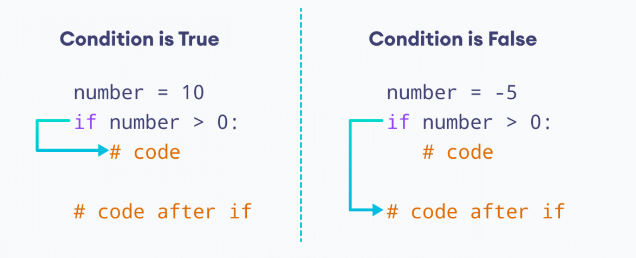 Condition is True
number = 10
if number > 0:
# code
# code after if
Condition is False
number = -5
if number > 0:
# code
# code after if